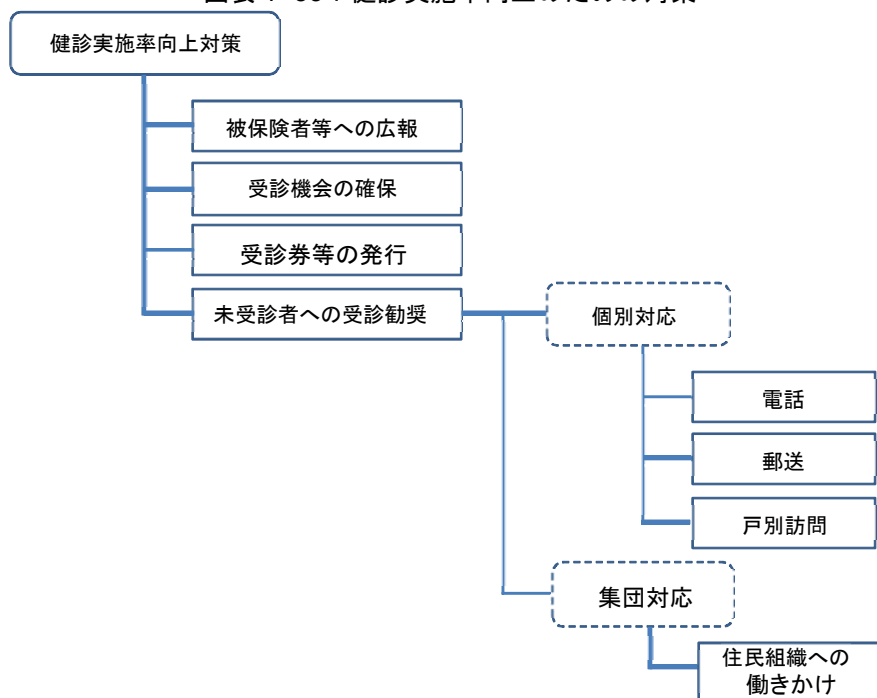 健診実施率向上対策
被保険者等への広報
受診機会の確保
受診券等の発行
未受診者への受診勧奨
個別対応
電話
郵送
戸別訪問
集団対応
住民組織への
働きかけ